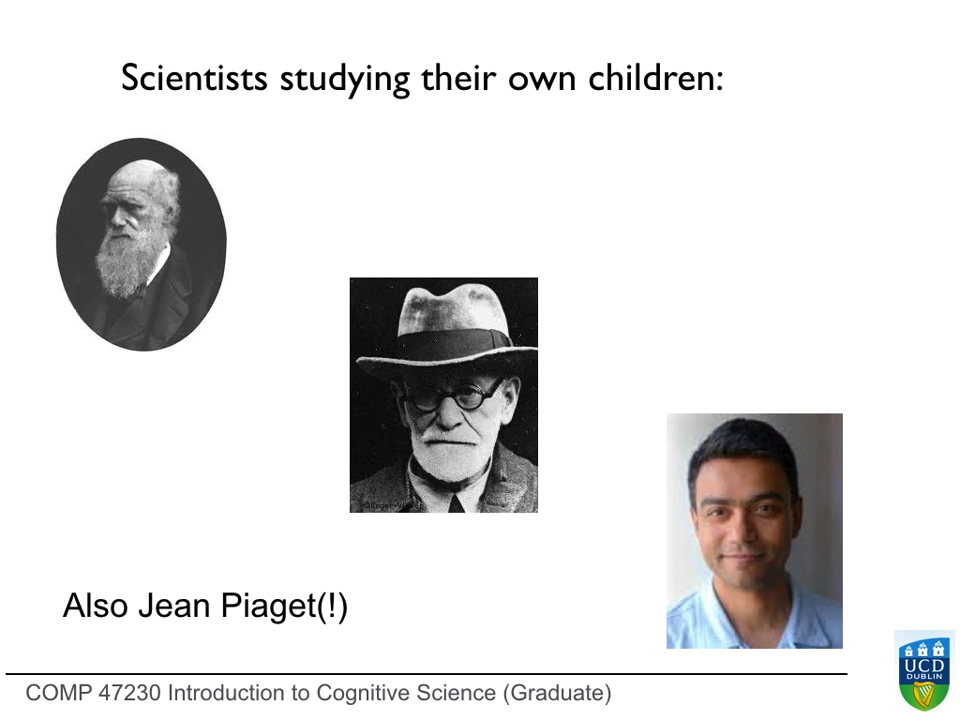 Scientists studying their own children:
Also Jean Piaget(!)
COMP 47230 Introduction to Cognitive Science (Graduate)
UCD
DUBLIN